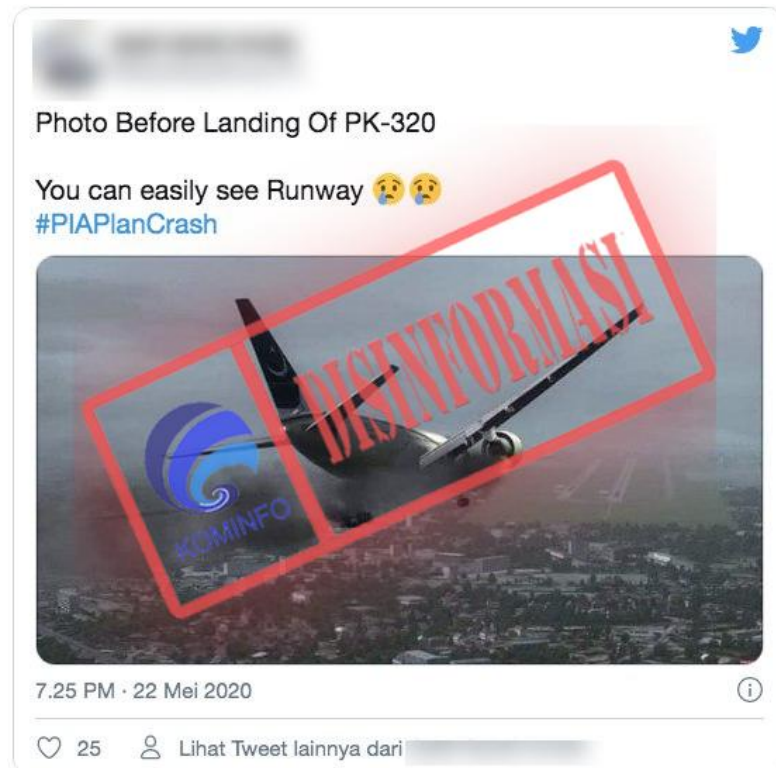 Photo Before Landing Of PK-320
You can easily see Runway 😢😢
#PIAPlanCrash
DISINFORMASI
KOMINFO
7.25 PM · 22 Mei 2020
25 Lihat Tweet lainnya dari